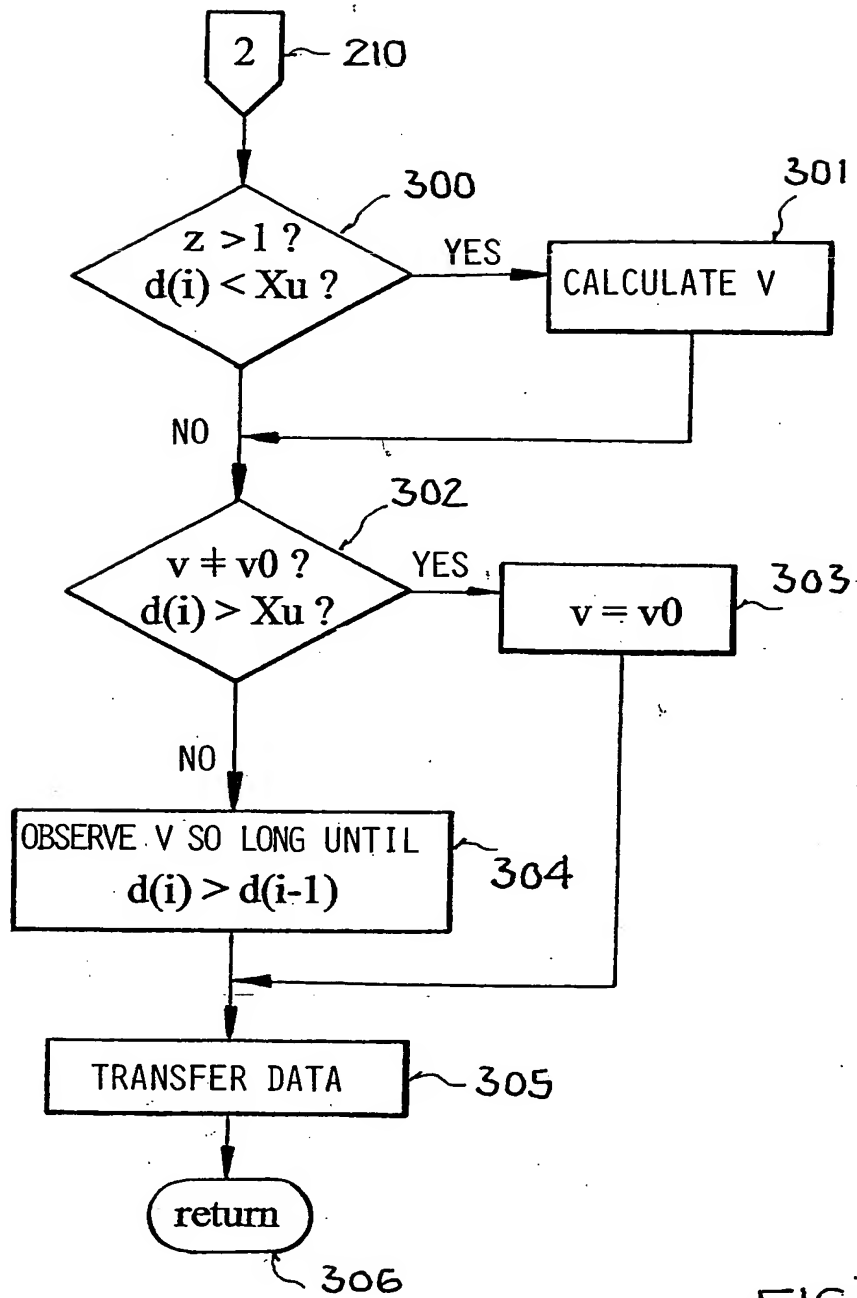 2
210
300
z >1 ?
d(i) < Xu ?
YES
301
CALCULATE V
NO
302
v ≠ v0 ?
d(i) > Xu ?
YES
303
v = v0
NO
OBSERVE V SO LONG UNTIL
d(i) > d(i-1)
304
TRANSFER DATA
305
return
306